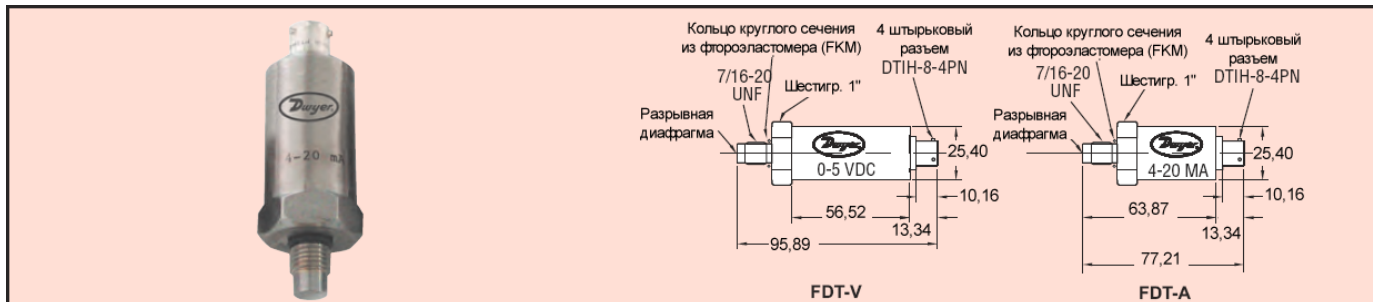 Dwyer
4-20 mA
Кольцо круглого сечения
из фтороэластомера (FKM)
4 штырьковый
разъем
DTIH-8-4PN
7/16-20
UNF
Шестигр. 1"
Разрывная
диафрагма
Dwyer
0-5 VDC
25,40
10,16
56,52
13,34
95,89
FDT-V
Кольцо круглого сечения
из фтороэластомера (FKM)
4 штырьковый
разъем
DTIH-8-4PN
7/16-20
UNF
Шестигр. 1"
Разрывная
диафрагма
Dwyer
4-20 MA
25,40
10,16
63,87
13,34
77,21
FDT-A